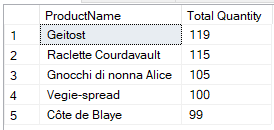 ProductName Total Quantity
1 Geitost 119
2 Raclette Courdavault 115
3 Gnocchi di nonna Alice 105
4 Vegie-spread 100
5 Côte de Blaye 99